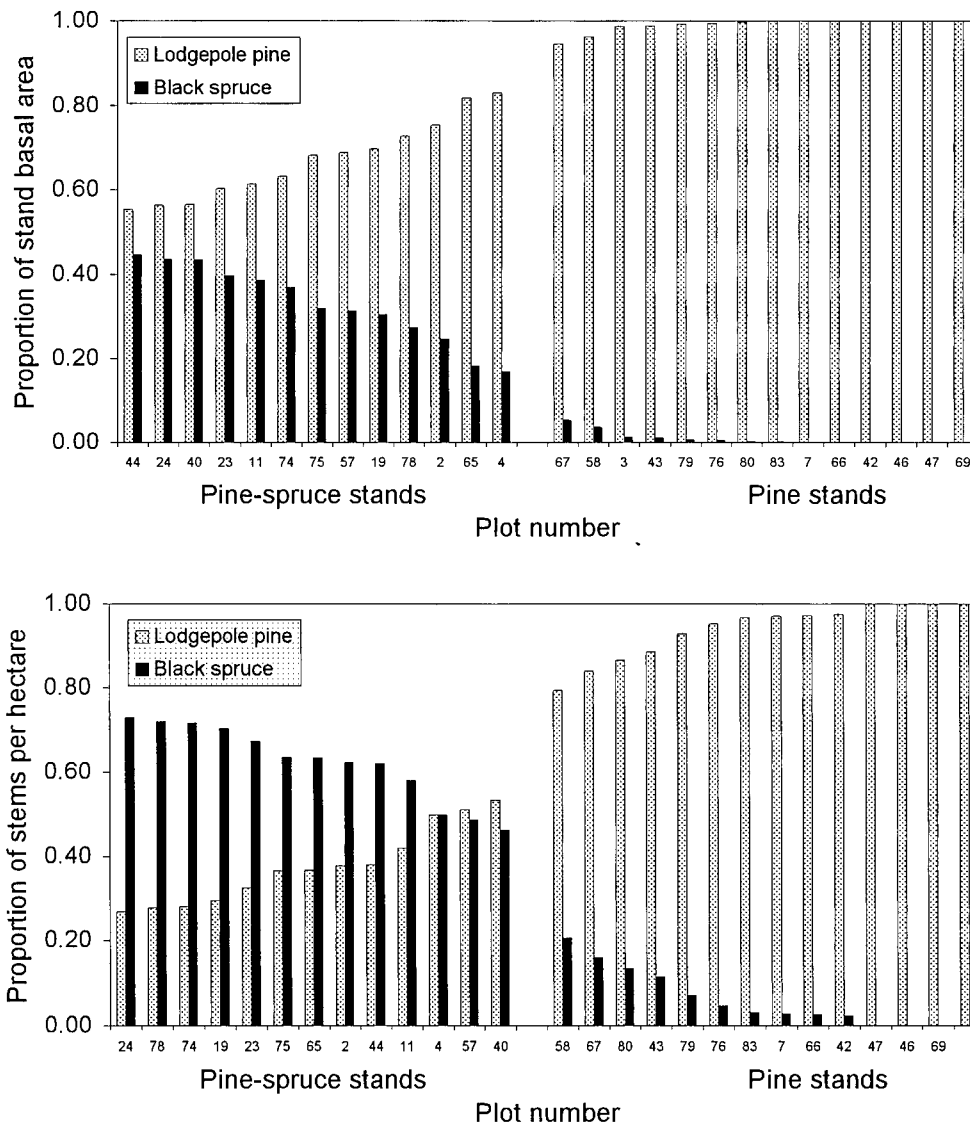 Proportion of stand basal area
1.00
0.80
0.60
0.40
0.20
0.00
Lodgepole pine
Black spruce
44 24 40 23 11 74 75 57 19 78 2 65 4 67 58 3 43 79 76 80 83 7 66 42 46 47 69
Pine-spruce stands Pine stands
Plot number
Proportion of stems per hectare
1.00
0.80
0.60
0.40
0.20
0.00
Lodgepole pine
Black spruce
24 78 74 19 23 75 65 2 44 11 4 57 40 58 67 80 43 79 76 83 7 66 42 47 46 69
Pine-spruce stands Pine stands
Plot number